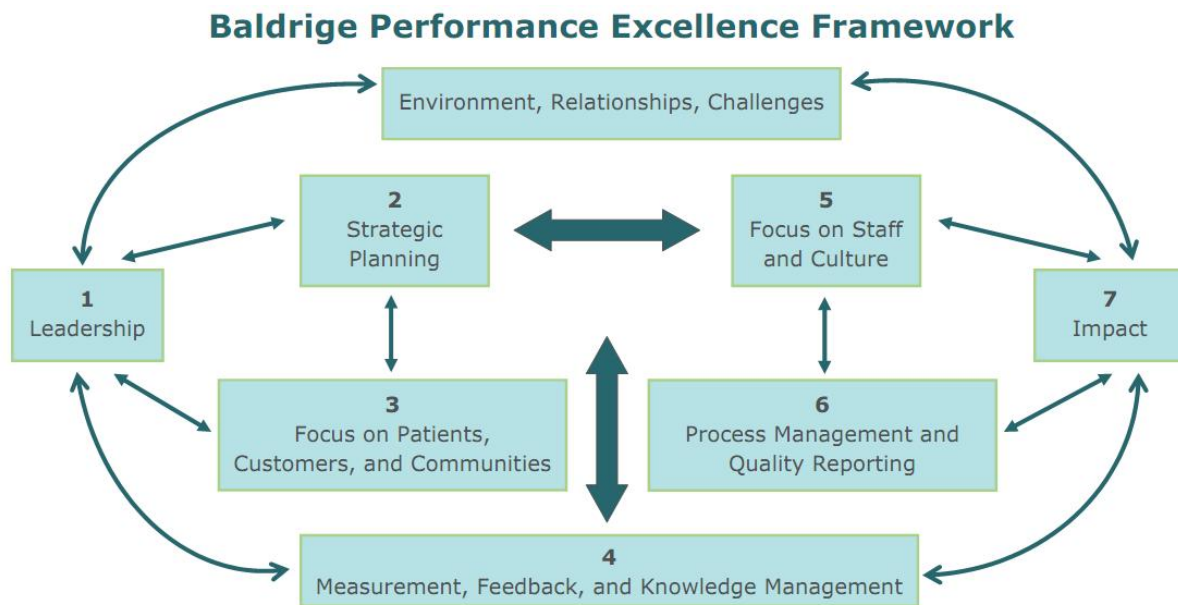 Baldrige Performance Excellence Framework
Environment, Relationships, Challenges
2
Strategic
Planning
5
Focus on Staff
and Culture
1
Leadership
7
Impact
3
Focus on Patients,
Customers, and Communities
6
Process Management and
Quality Reporting
4
Measurement, Feedback, and Knowledge Management